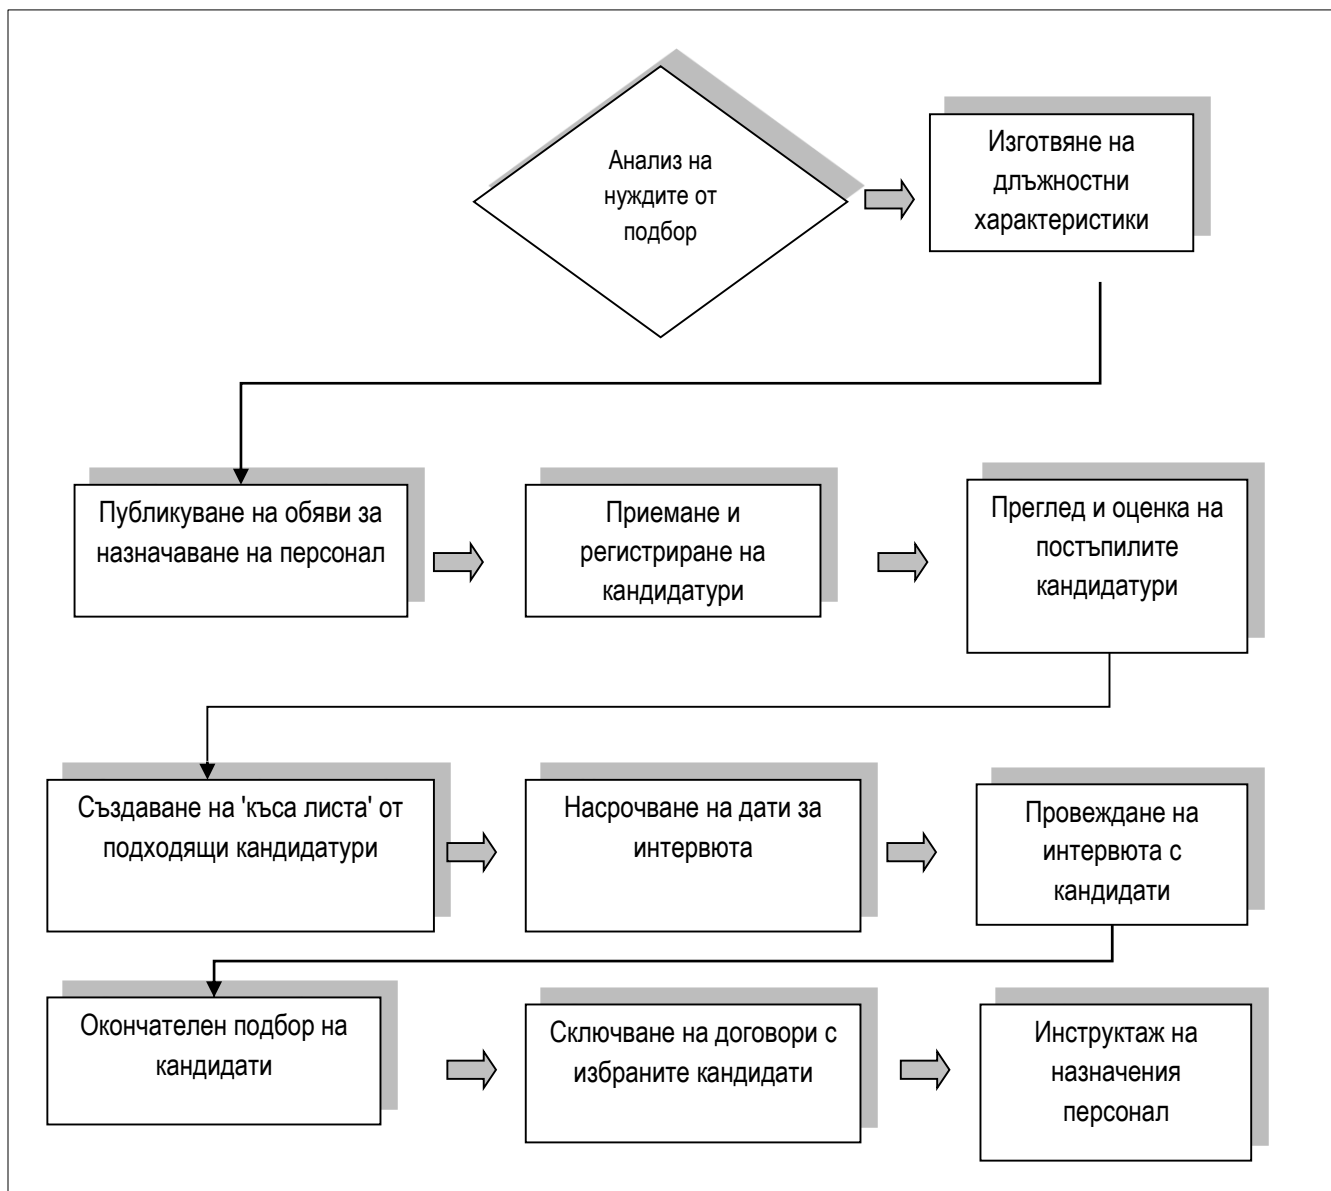 Анализ на
нуждите от
подбор
Изготвяне на
длъжностни
характеристики
Публикуване на обяви за
назначаване на персонал
Приемане и
регистриране на
кандидатури
Преглед и оценка на
постъпилите
кандидатури
Създаване на 'къса листа' от
подходящи кандидатури
Насрочване на дати за
интервюта
Провеждане на
интервюта с
кандидати
Окончателен подбор на
кандидати
Сключване на договори с
избраните кандидати
Инструктаж на
назначения
персонал